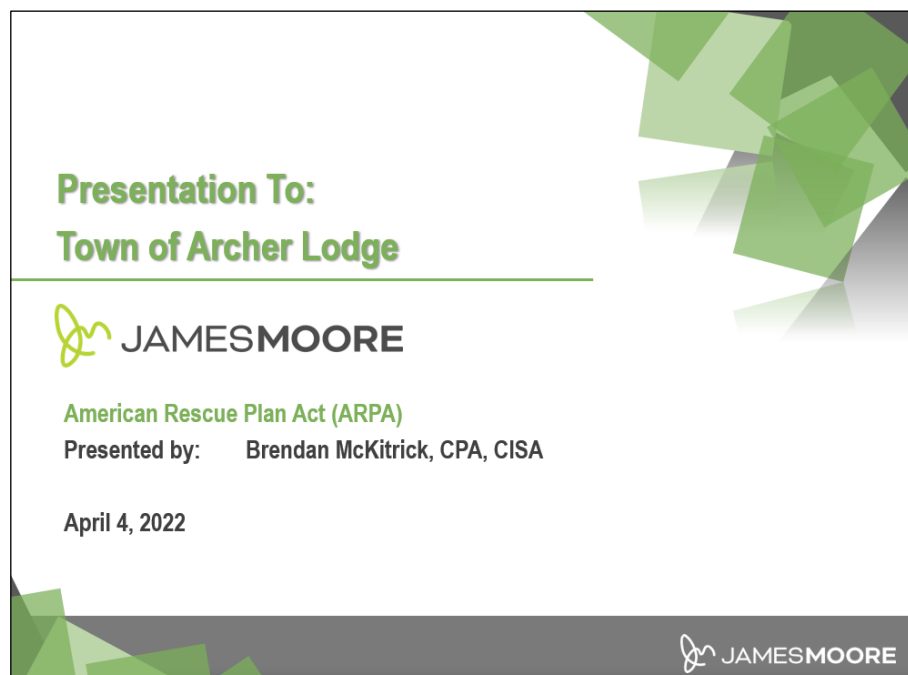 Presentation To:
Town of Archer Lodge
JAMESMOORE
American Rescue Plan Act (ARPA)
Presented by: Brendan McKitrick, CPA, CISA
April 4, 2022
JAMESMOORE